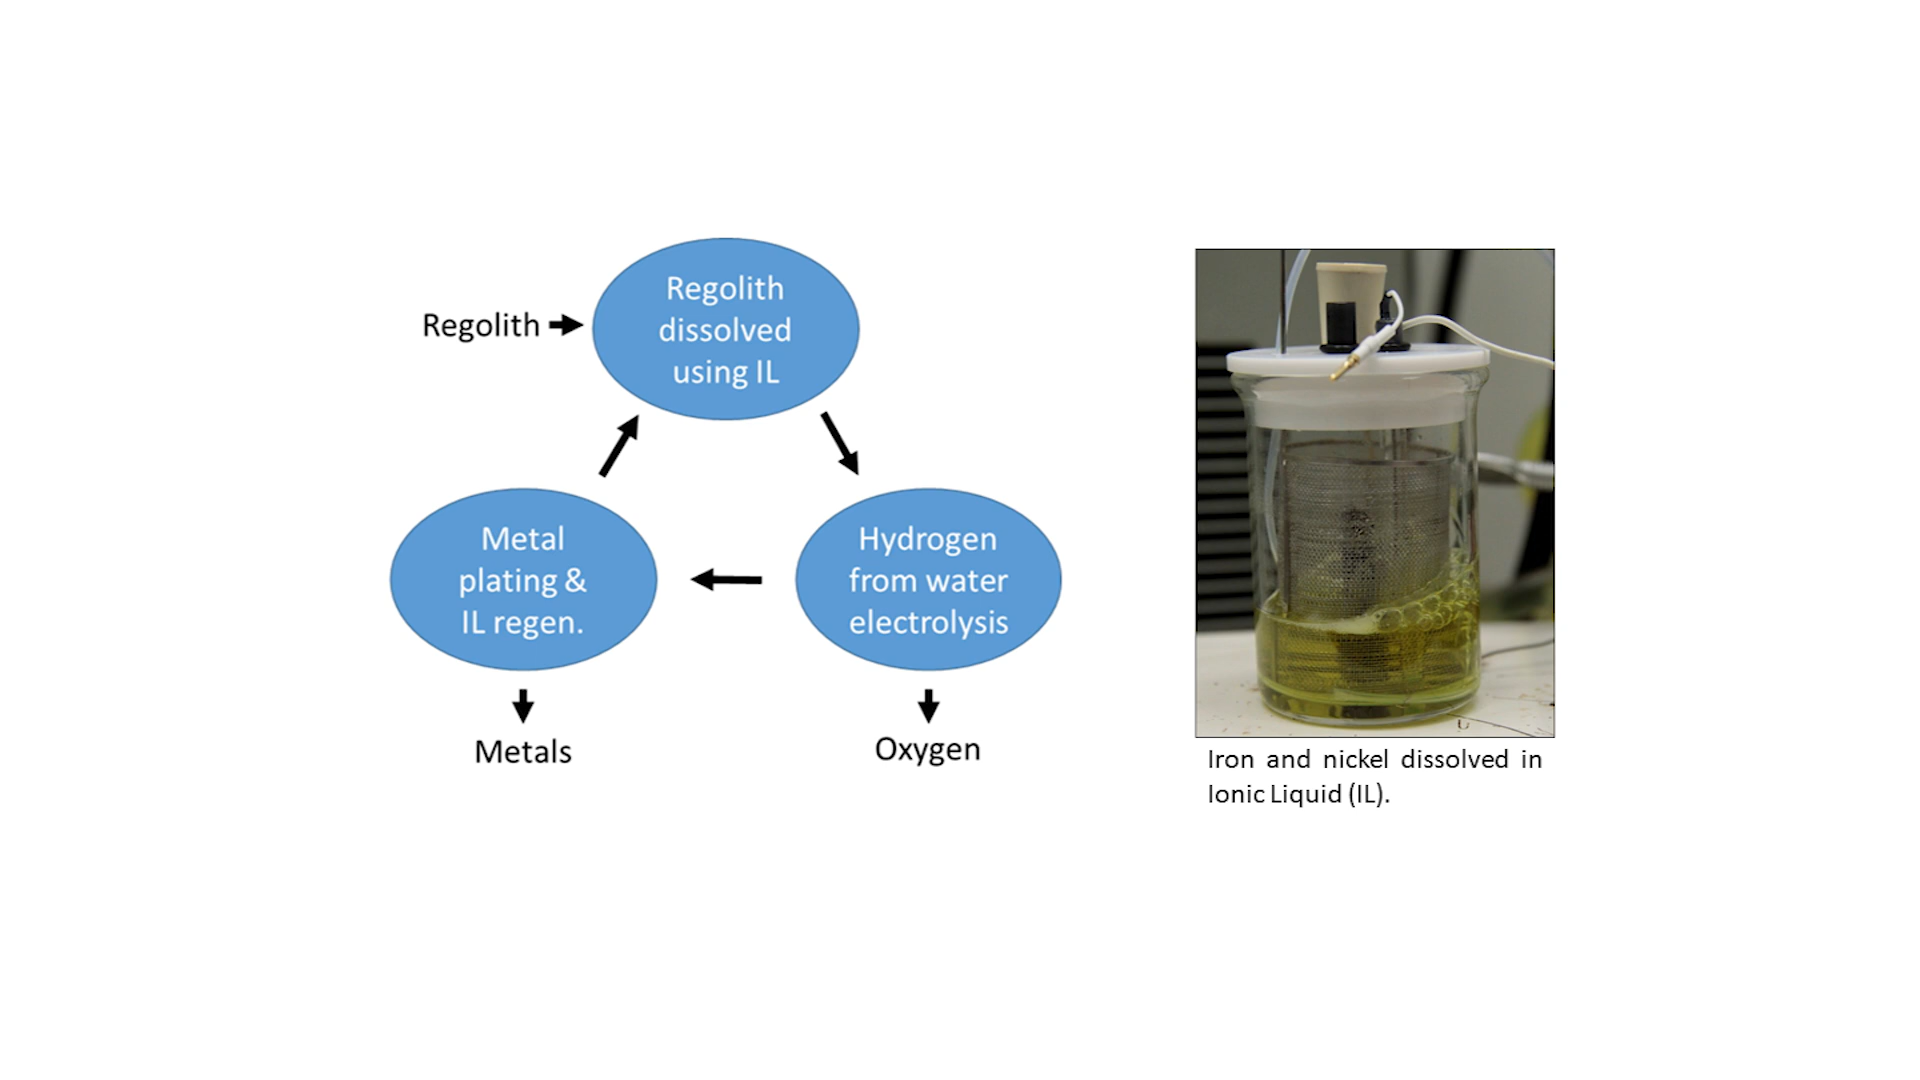 Regolith
Regolith
dissolved
using IL
Metal
plating &
IL regen.
Hydrogen
from water
electrolysis
Metals
Oxygen
Iron and nickel dissolved in
Ionic Liquid (IL).